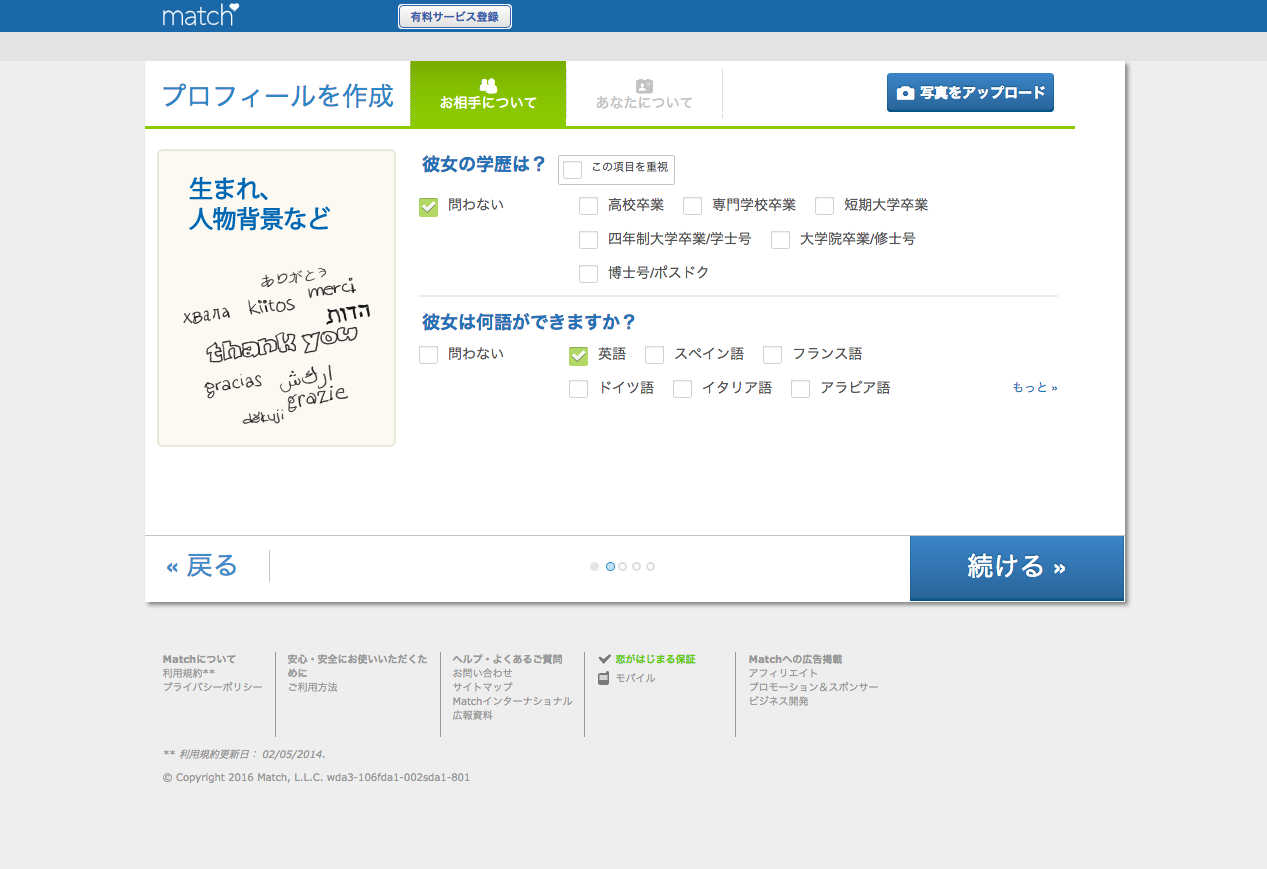 match
有料サービス登録
プロフィールを作成
お相手について
あなたについて
写真をアップロード
生まれ、
人物背景など
ありがとう
merci
хвала
kiitos
הדות
thank you
gracias
grazie
děkuji
彼女の学歴は？
この項目を重視
問わない
高校卒業
専門学校卒業
短期大学卒業
四年制大学卒業/学士号
大学院卒業/修士号
博士号/ポスドク
彼女は何語ができますか？
問わない
英語
スペイン語
フランス語
ドイツ語
イタリア語
アラビア語
もっと »
« 戻る
続ける »
Matchについて
利用規約**
プライバシーポリシー
安心・安全にお使いいただくた
めに
ご利用方法
ヘルプ・よくあるご質問
お問い合わせ
サイトマップ
Matchインターナショナル
広報資料
恋がはじまる保証
モバイル
Matchへの広告掲載
アフィリエイト
プロモーション＆スポンサー
ビジネス開発
** 利用規約更新日： 02/05/2014.
© Copyright 2016 Match, L.L.C. wda3-106fda1-002sda1-801